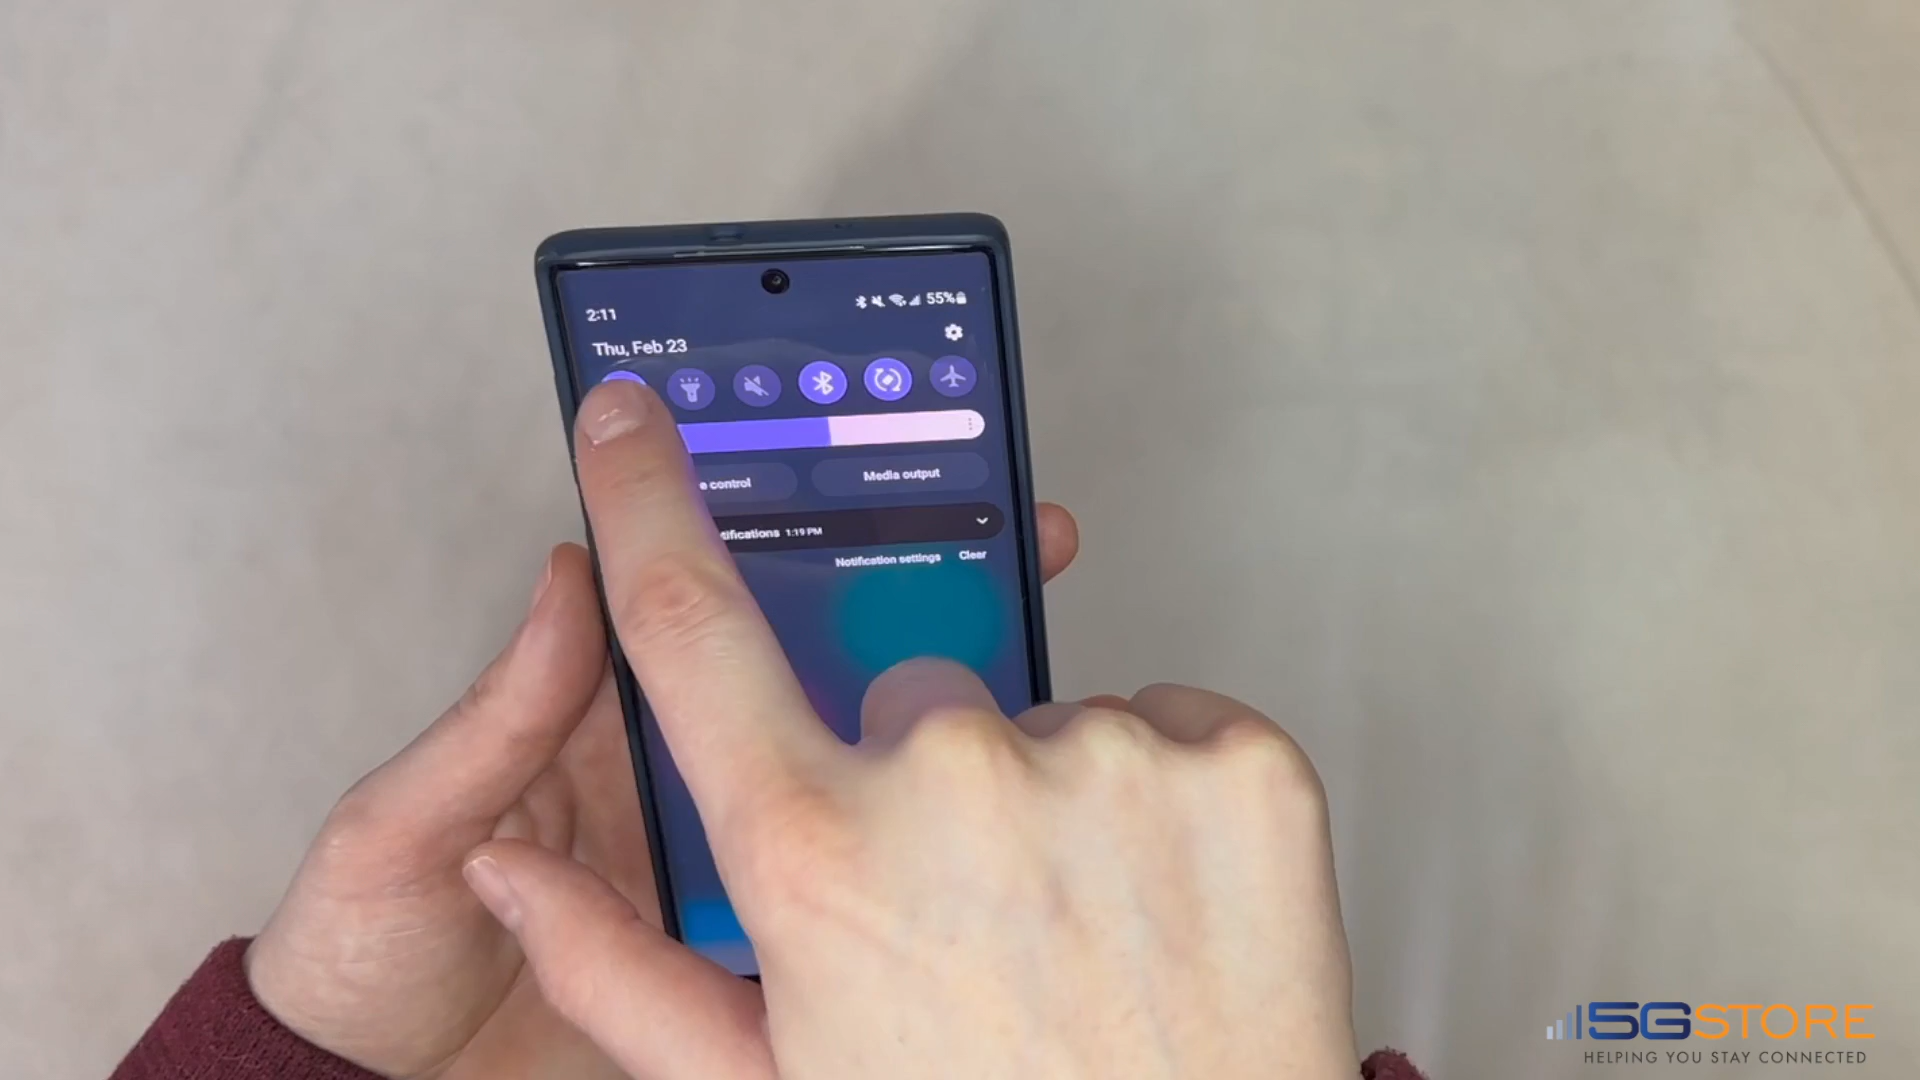 2:11
55%
Thu, Feb 23
e control
Media output
tifications 1:19 PM
Notification settings
Clear
5GSTORE
HELPING YOU STAY CONNECTED